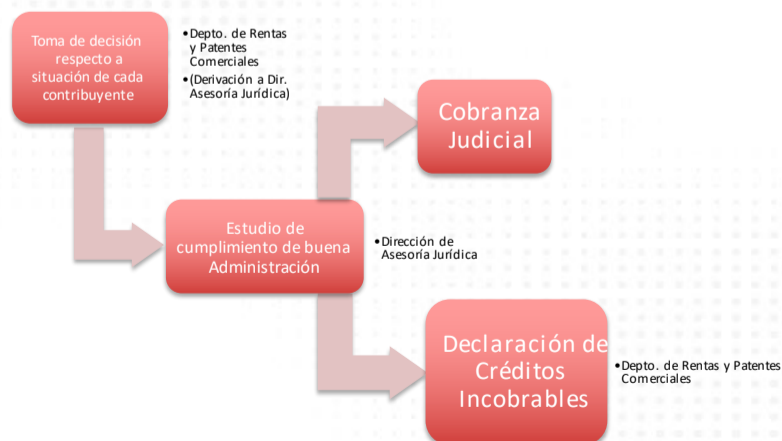 Toma de decisión
respecto a
situación de cada
contribuyente
•Depto. de Rentas
y Patentes
Comerciales
•(Derivación a Dir.
Asesoría Jurídica)
Cobranza
Judicial
Estudio de
cumplimiento de buena
Administración
•Dirección de
Asesoría Jurídica
Declaración de
Créditos
Incobrables
•Depto. de Rentas y Patentes
Comerciales